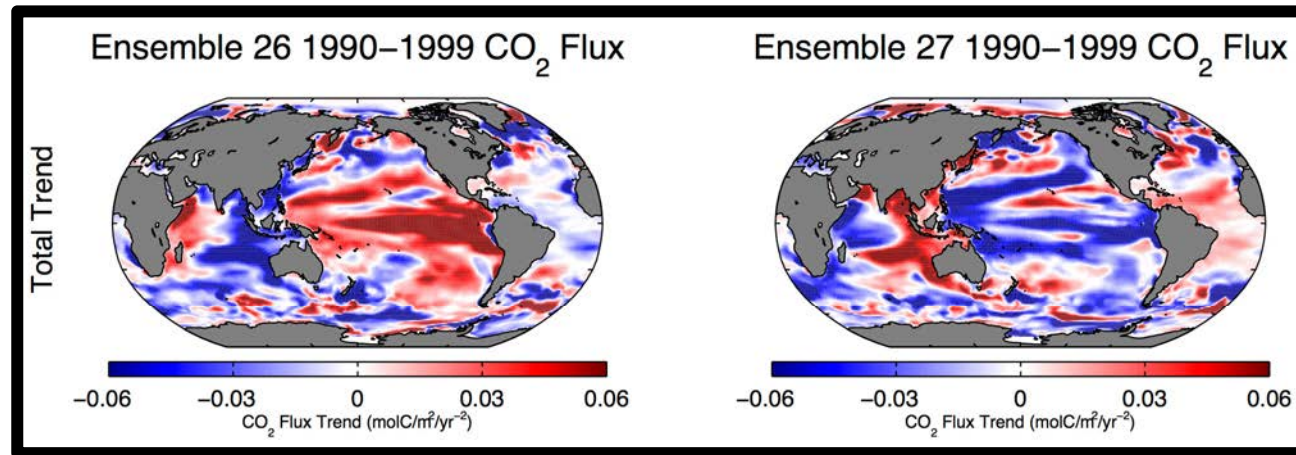 Ensemble 26 1990–1999 CO₂ Flux
Total Trend
-0.06 -0.03 0 0.03 0.06
CO₂ Flux Trend (molC/m²/yr⁻²)
Ensemble 27 1990–1999 CO₂ Flux
-0.06 -0.03 0 0.03 0.06
CO₂ Flux Trend (molC/m²/yr⁻²)